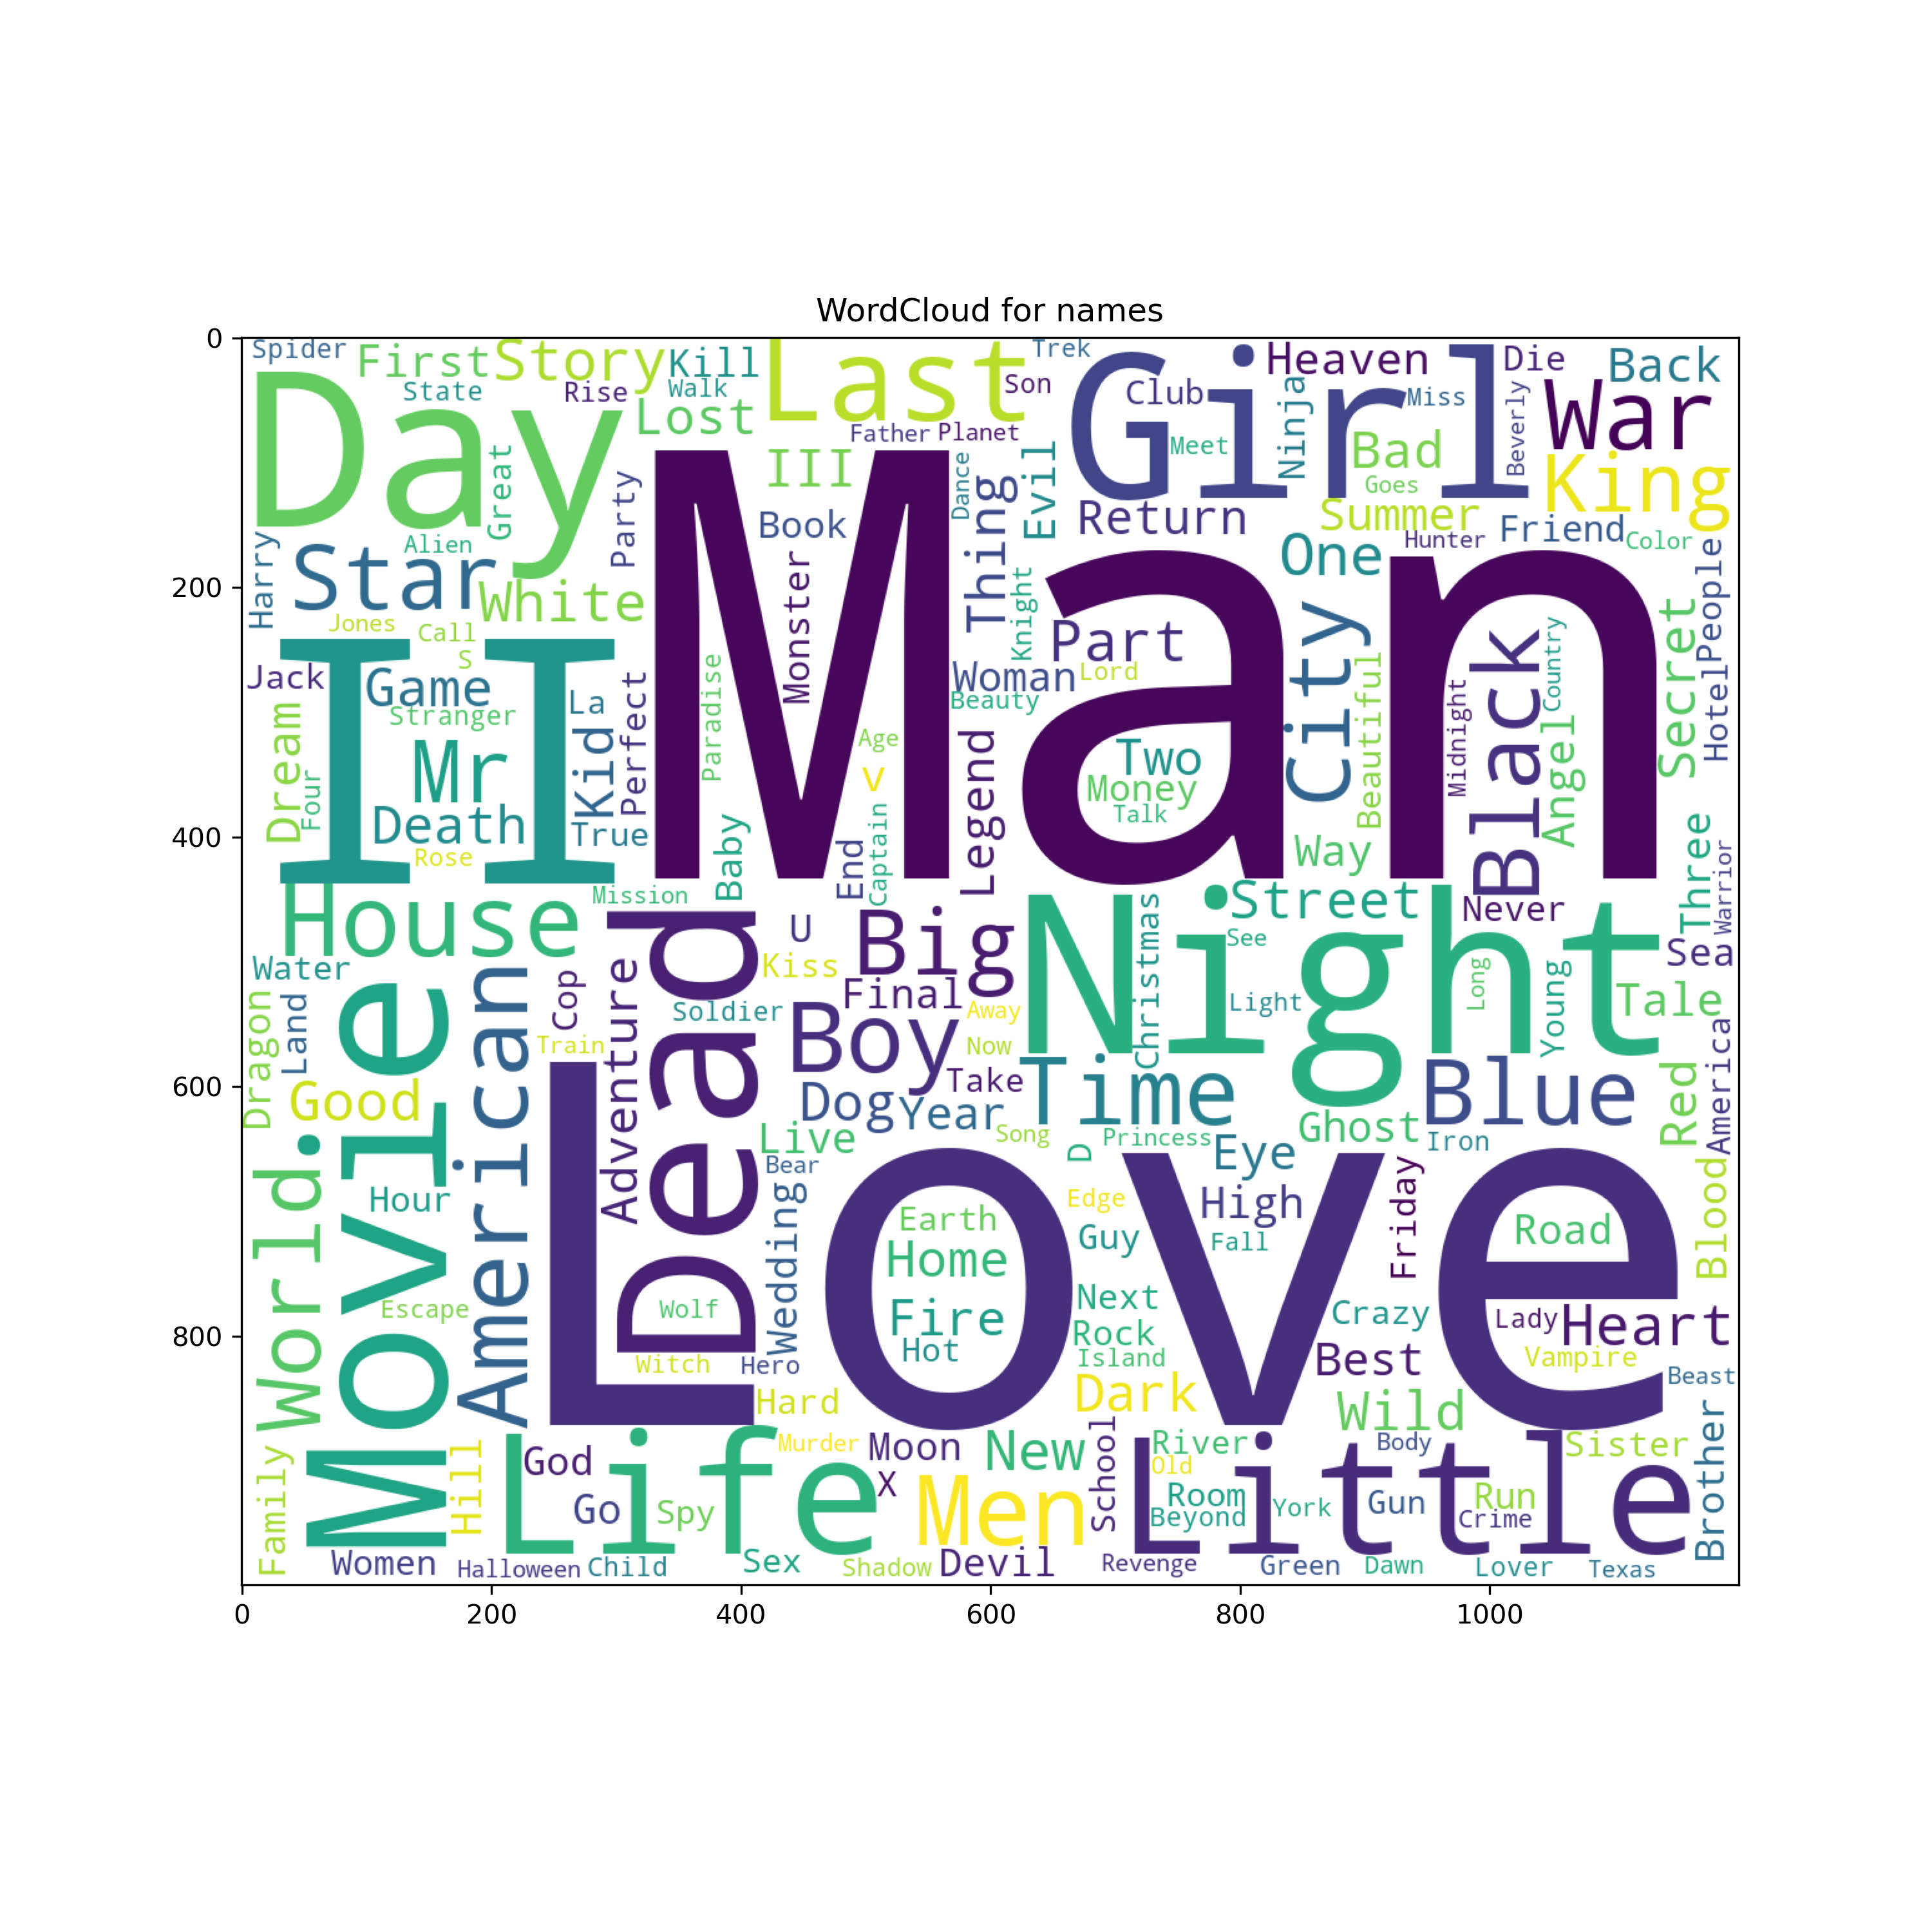 WordCloud for names
0
200
400
600
800
0
200
400
600
800
1000
Spider
First
Story
Kill
Last
Trek
Girl
Heaven
Die
Back
State
Rise
Walk
Son
Club
Miss
Beverly
War
Day
Lost
Father
Planet
Meet
Ninja
Bad
Great
Party
III
Dance
Evil
Goes
King
Book
Thing
Return
Summer
Friend
Color
Harry
Alien
Star
White
Man
Monster
Knight
One
Hunter
People
Jones
Call
S
Part
City
Black
Country
Secret
Jack
II
Game
La
Perfect
Paradise
Woman
Lord
Beauty
Beautiful
Midnight
Hotel
Stranger
Dream
Four
Mr
Kid
Age
V
Legend
Two
Money
Talk
Angel
Death
True
Rose
Baby
End
Captain
Way
Three
Warrior
House
Mission
U
Big
Night
Street
Never
Christmas
See
Sea
Water
Kiss
Final
Long
Young
Tale
Dragon
Land
Movie
American
Cop
Train
Adventure
Dead
Soldier
Boy
Away
Now
Light
America
Good
Take
Time
Blue
Red
Dog
Year
Song
Princess
Ghost
Iron
Live
Bear
D
Eye
World
Hour
Love
Wedding
Edge
High
Friday
Blood
Earth
Guy
Fall
Road
Home
Escape
Wolf
Fire
Next
Crazy
Lady
Heart
Hot
Rock
Island
Witch
Hero
Best
Vampire
Beast
Hard
Dark
Wild
Family
Hill
God
Life
Murder
Moon
New
School
River
Body
Sister
Brother
Old
X
Go
Spy
Men
Little
Room
Beyond
York
Gun
Run
Crime
Women
Halloween
Child
Sex
Shadow
Devil
Revenge
Green
Dawn
Lover
Texas